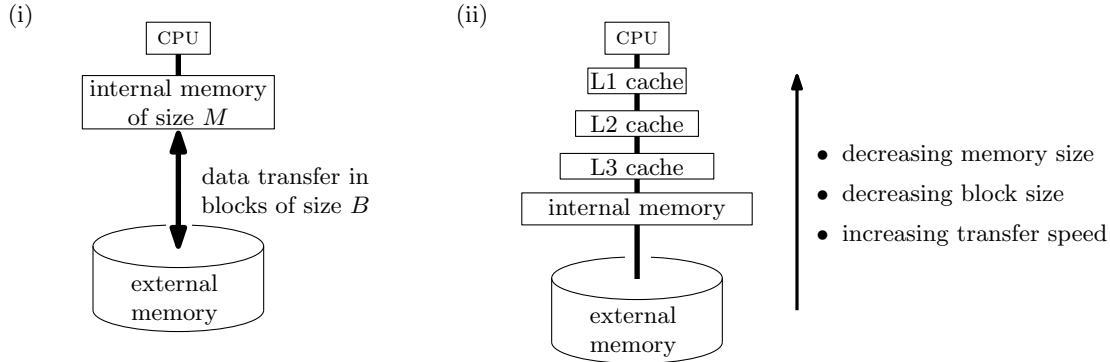 (i)
CPU
internal memory
of size M
data transfer in
blocks of size B
external
memory
(ii)
CPU
L1 cache
L2 cache
L3 cache
internal memory
external
memory
• decreasing memory size
• decreasing block size
• increasing transfer speed